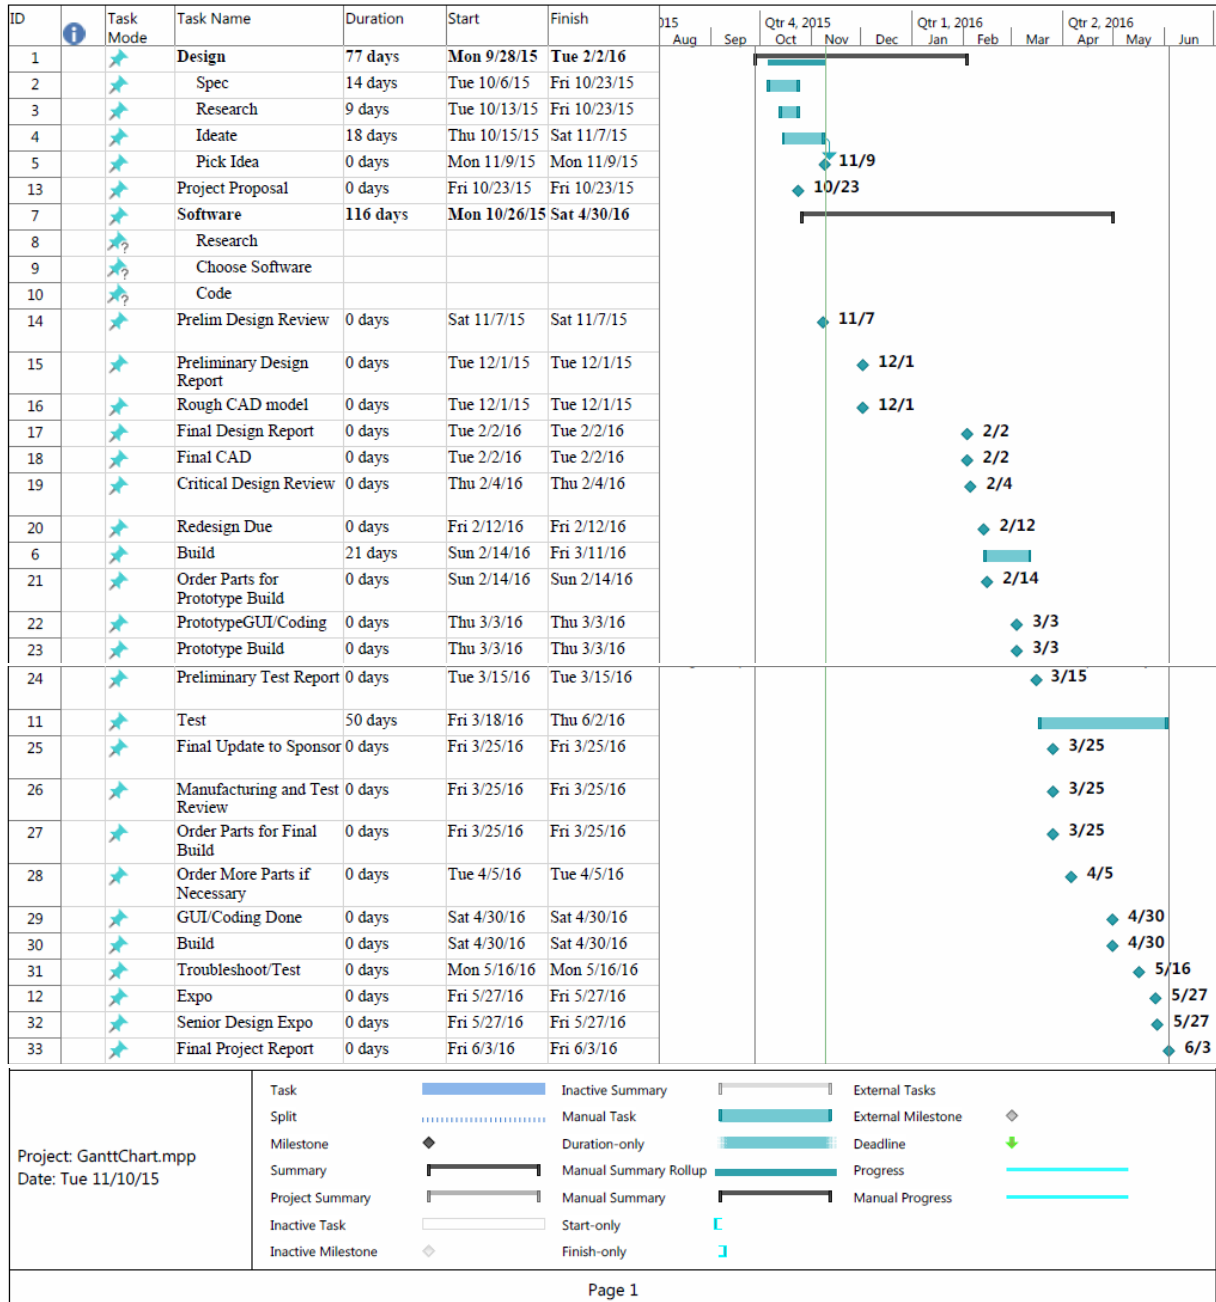 ID Task Mode Task Name Duration Start Finish
015 Qtr 4, 2015 Qtr 1, 2016 Qtr 2, 2016
Aug Sep Oct Nov Dec Jan Feb Mar Apr May Jun
1 Design 77 days Mon 9/28/15 Tue 2/2/16
2 Spec 14 days Tue 10/6/15 Fri 10/23/15
3 Research 9 days Tue 10/13/15 Fri 10/23/15
4 Ideate 18 days Thu 10/15/15 Sat 11/7/15
5 Pick Idea 0 days Mon 11/9/15 Mon 11/9/15 11/9
13 Project Proposal 0 days Fri 10/23/15 Fri 10/23/15 10/23
7 Software 116 days Mon 10/26/15 Sat 4/30/16
8 ? Research
9 ? Choose Software
10 ? Code
14 Prelim Design Review 0 days Sat 11/7/15 Sat 11/7/15 11/7
15 Preliminary Design Report 0 days Tue 12/1/15 Tue 12/1/15 12/1
16 Rough CAD model 0 days Tue 12/1/15 Tue 12/1/15 12/1
17 Final Design Report 0 days Tue 2/2/16 Tue 2/2/16 2/2
18 Final CAD 0 days Tue 2/2/16 Tue 2/2/16 2/2
19 Critical Design Review 0 days Thu 2/4/16 Thu 2/4/16 2/4
20 Redesign Due 0 days Fri 2/12/16 Fri 2/12/16 2/12
6 Build 21 days Sun 2/14/16 Fri 3/11/16
21 Order Parts for Prototype Build 0 days Sun 2/14/16 Sun 2/14/16 2/14
22 PrototypeGUI/Coding 0 days Thu 3/3/16 Thu 3/3/16 3/3
23 Prototype Build 0 days Thu 3/3/16 Thu 3/3/16 3/3
24 Preliminary Test Report 0 days Tue 3/15/16 Tue 3/15/16 3/15
11 Test 50 days Fri 3/18/16 Thu 6/2/16
25 Final Update to Sponsor 0 days Fri 3/25/16 Fri 3/25/16 3/25
26 Manufacturing and Test Review 0 days Fri 3/25/16 Fri 3/25/16 3/25
27 Order Parts for Final Build 0 days Fri 3/25/16 Fri 3/25/16 3/25
28 Order More Parts if Necessary 0 days Tue 4/5/16 Tue 4/5/16 4/5
29 GUI/Coding Done 0 days Sat 4/30/16 Sat 4/30/16 4/30
30 Build 0 days Sat 4/30/16 Sat 4/30/16 4/30
31 Troubleshoot/Test 0 days Mon 5/16/16 Mon 5/16/16 5/16
12 Expo 0 days Fri 5/27/16 Fri 5/27/16 5/27
32 Senior Design Expo 0 days Fri 5/27/16 Fri 5/27/16 5/27
33 Final Project Report 0 days Fri 6/3/16 Fri 6/3/16 6/3
Project: GanttChart.mpp
Date: Tue 11/10/15
Task Inactive Summary External Tasks
Split Manual Task External Milestone
Milestone Duration-only Deadline
Summary Manual Summary Rollup Progress
Project Summary Manual Summary Manual Progress
Inactive Task Start-only
Inactive Milestone Finish-only
Page 1